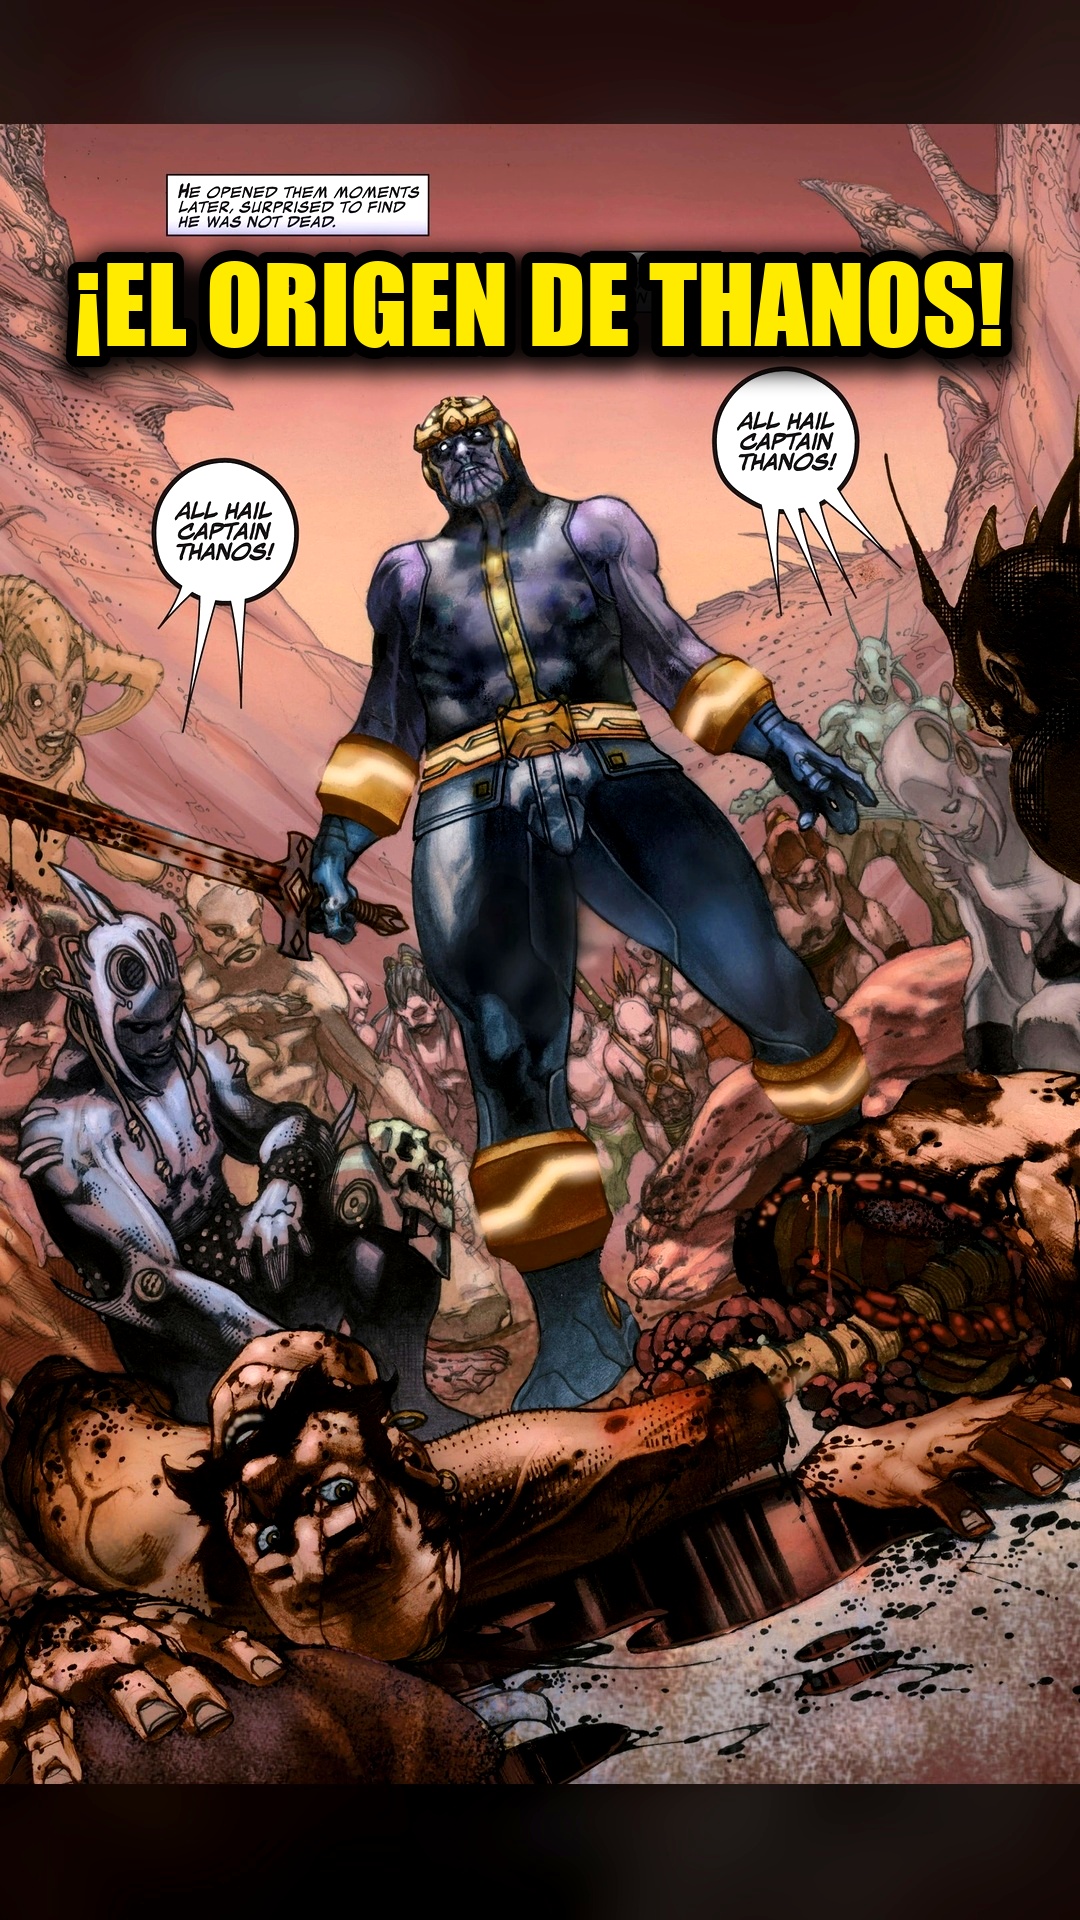 HE OPENED THEM MOMENTS
LATER, SURPRISED TO FIND
HE WAS NOT DEAD.
¡EL ORIGEN DE THANOS!
ALL HAIL
CAPTAIN
THANOS!
ALL HAIL
CAPTAIN
THANOS!